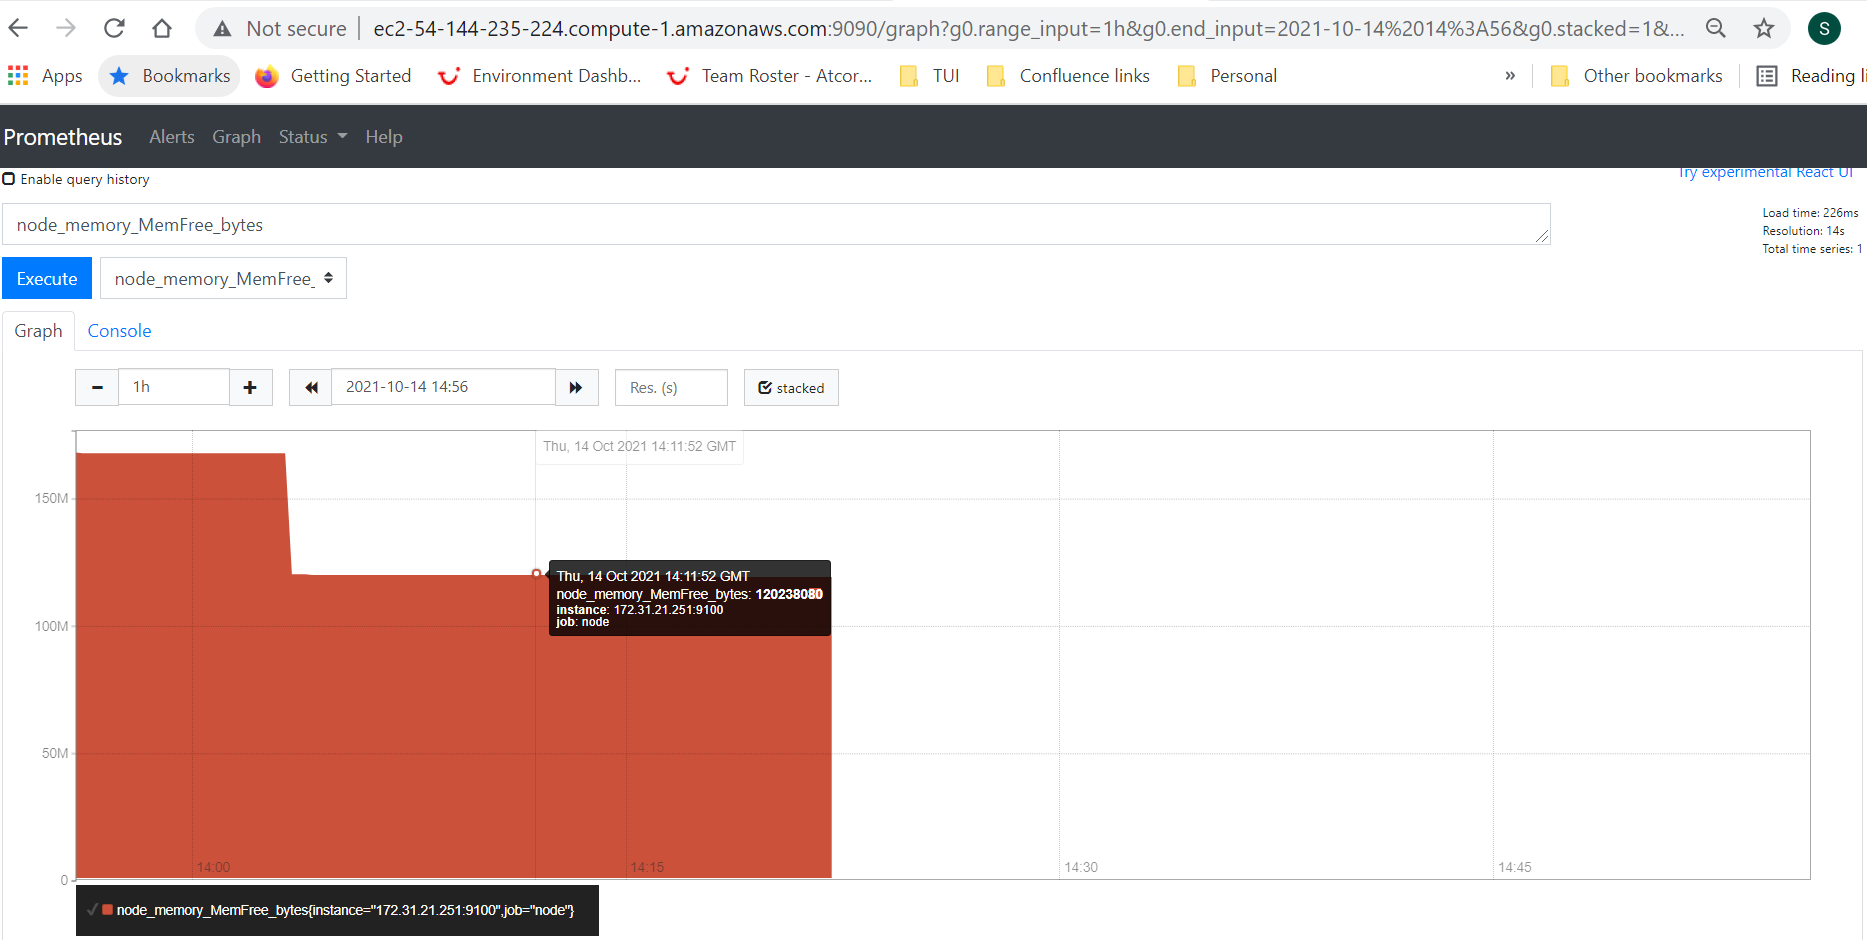 Not secure | ec2-54-144-235-224.compute-1.amazonaws.com:9090/graph?g0.range_input=1h&g0.end_input=2021-10-14%2014%3A56&g0.stacked=1&... S
Apps Bookmarks Getting Started Environment Dashb... Team Roster - Atcor... TUI Confluence links Personal » Other bookmarks Reading li
Prometheus Alerts Graph Status Help
Enable query history
Try experimental React UI
node_memory_MemFree_bytes
Load time: 226ms
Resolution: 14s
Total time series: 1
Execute node_memory_MemFree_
Graph Console
1h 2021-10-14 14:56 Res. (s) stacked
Thu, 14 Oct 2021 14:11:52 GMT
150M
Thu, 14 Oct 2021 14:11:52 GMT
node_memory_MemFree_bytes: 120238080
instance: 172.31.21.251:9100
job: node
100M
50M
14:00 14:15 14:30 14:45
0
node_memory_MemFree_bytes{instance="172.31.21.251:9100",job="node"}